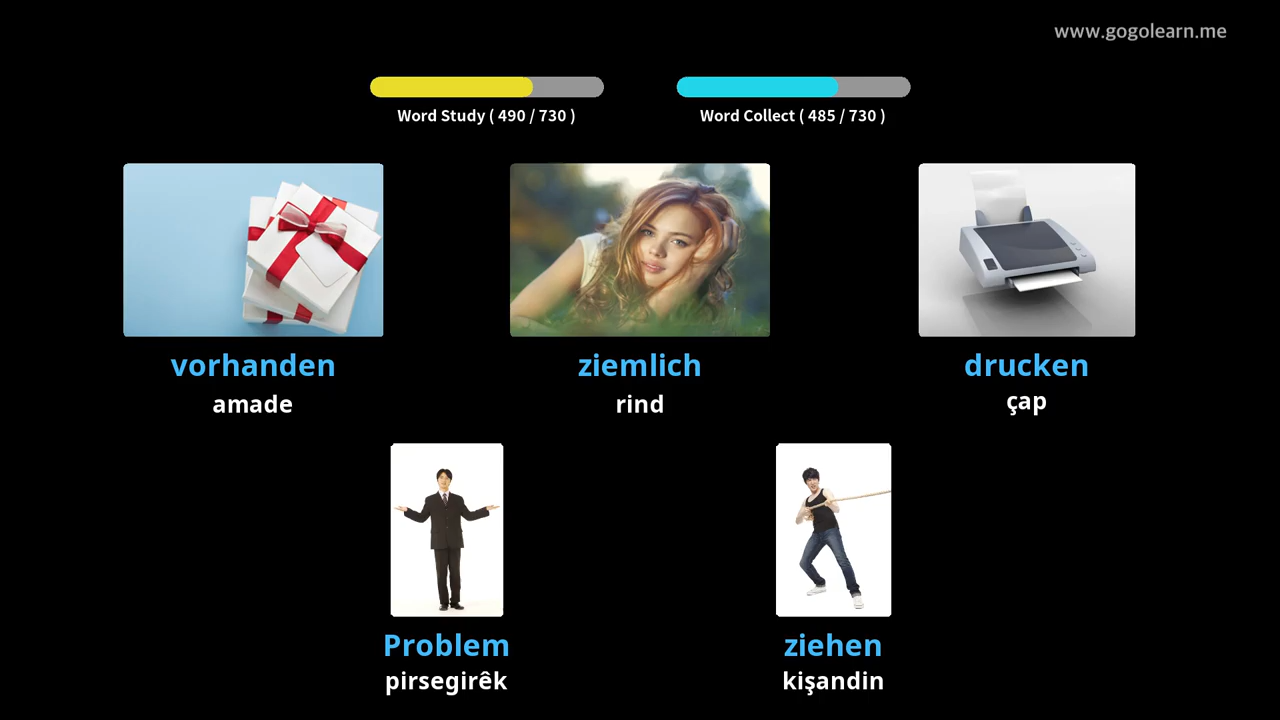 www.gogolearn.me
Word Study ( 490 / 730 )
Word Collect ( 485 / 730 )
vorhanden
amade
ziemlich
rind
drucken
çap
Problem
pirsegirêk
ziehen
kişandin